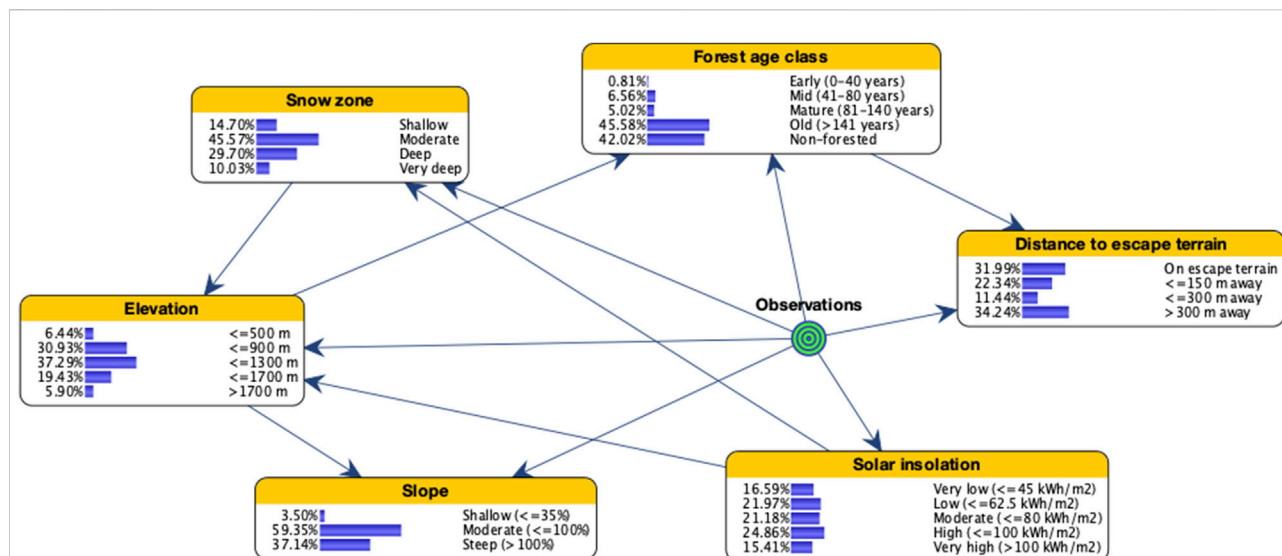 Forest age class
0.81% Early (0-40 years)
6.56% Mid (41-80 years)
5.02% Mature (81-140 years)
45.58% Old (>141 years)
42.02% Non-forested
Snow zone
14.70% Shallow
45.57% Moderate
29.70% Deep
10.03% Very deep
Distance to escape terrain
31.99% On escape terrain
22.34% <=150 m away
11.44% <=300 m away
34.24% > 300 m away
Observations
Elevation
6.44% <=500 m
30.93% <=900 m
37.29% <=1300 m
19.43% <=1700 m
5.90% >1700 m
Solar insolation
16.59% Very low (<=45 kWh/m2)
21.97% Low (<=62.5 kWh/m2)
21.18% Moderate (<=80 kWh/m2)
24.86% High (<=100 kWh/m2)
15.41% Very high (>100 kWh/m2)
Slope
3.50% Shallow (<=35%)
59.35% Moderate (<=100%)
37.14% Steep (>100%)